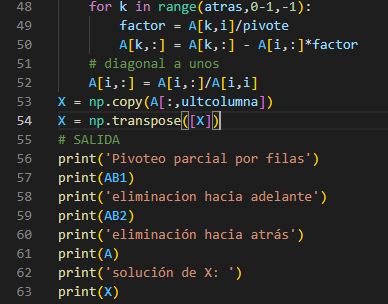 48 for k in range(atras,0-1,-1):
49 factor = A[k,i]/pivote
50 A[k,:] = A[k,:] - A[i,:]*factor
51 # diagonal a unos
52 A[i,:] = A[i,:]/A[i,i]
53 X = np.copy(A[:,ultcolumna])
54 X = np.transpose([X])
55 # SALIDA
56 print('Pivoteo parcial por filas')
57 print(AB1)
58 print('eliminacion hacia adelante')
59 print(AB2)
60 print('eliminación hacia atrás')
61 print(A)
62 print('solución de X: ')
63 print(X)